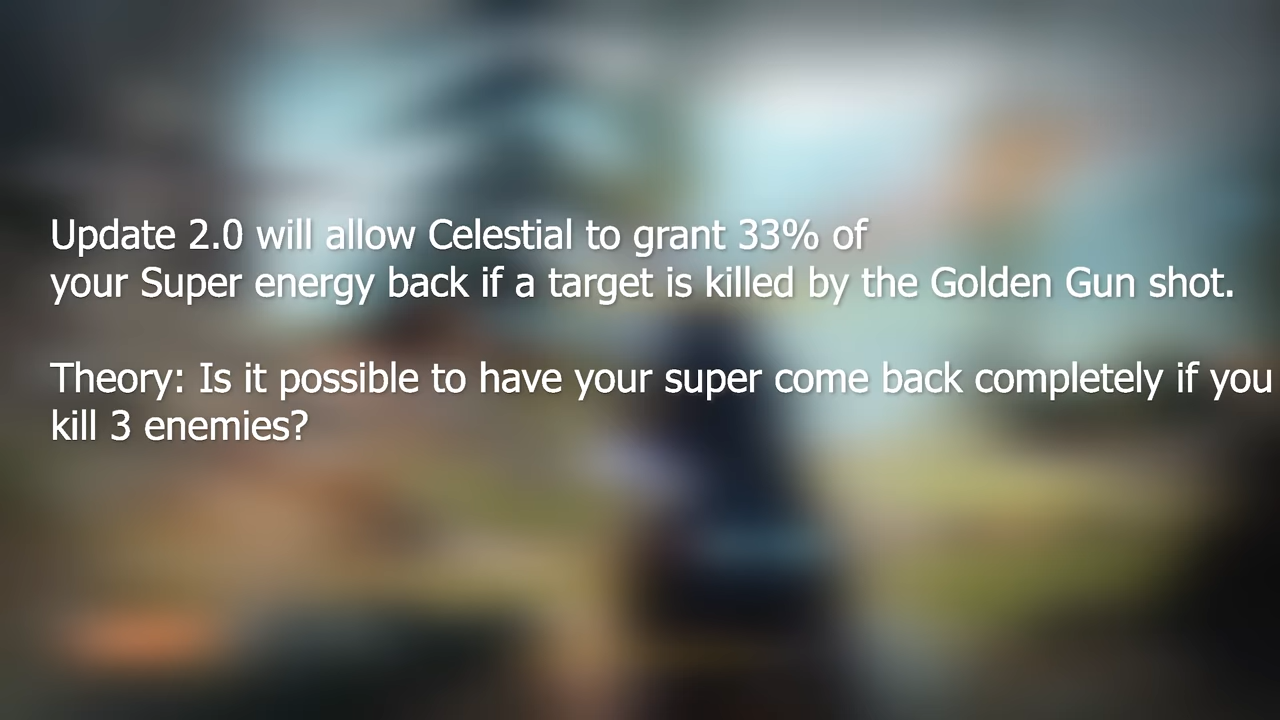 Update 2.0 will allow Celestial to grant 33% of
your Super energy back if a target is killed by the Golden Gun shot.
Theory: Is it possible to have your super come back completely if you
kill 3 enemies?